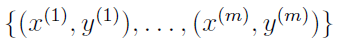 {(x^{(1)}, y^{(1)}), . . . , (x^{(m)}, y^{(m)})}